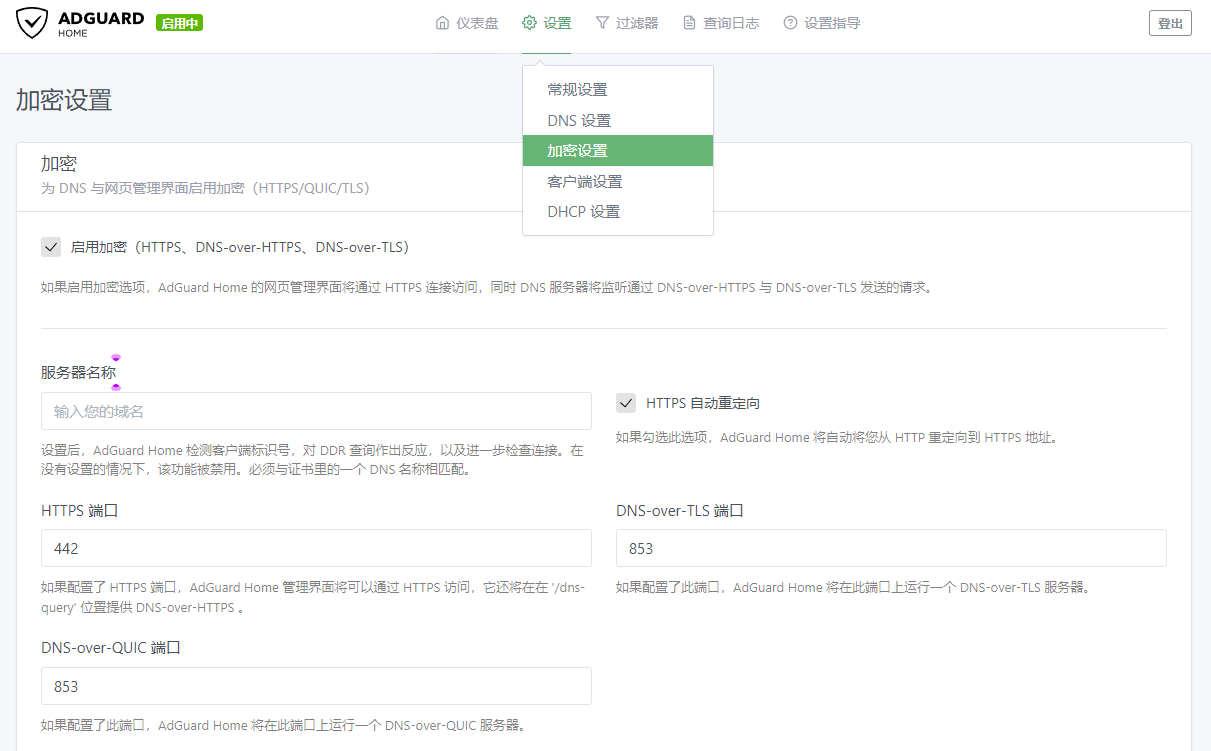 ADGUARD
HOME
启用中
仪表盘
设置
过滤器
查询日志
设置指导
登出
常规设置
DNS 设置
加密设置
客户端设置
DHCP 设置
加密设置
加密
为 DNS 与网页管理界面启用加密（HTTPS/QUIC/TLS）
启用加密（HTTPS、DNS-over-HTTPS、DNS-over-TLS）
如果启用加密选项，AdGuard Home 的网页管理界面将通过 HTTPS 连接访问，同时 DNS 服务器将监听通过 DNS-over-HTTPS 与 DNS-over-TLS 发送的请求。
服务器名称
输入您的域名
设置后，AdGuard Home 检测客户端标识号，对 DDR 查询作出反应，以及进一步检查连接。在
没有设置的情况下，该功能被禁用。必须与证书里的一个 DNS 名称相匹配。
HTTPS 自动重定向
如果勾选此选项，AdGuard Home 将自动将您从 HTTP 重定向到 HTTPS 地址。
HTTPS 端口
442
如果配置了 HTTPS 端口，AdGuard Home 管理界面将可以通过 HTTPS 访问，它还将在在 '/dns-
query' 位置提供 DNS-over-HTTPS 。
DNS-over-TLS 端口
853
如果配置了此端口，AdGuard Home 将在此端口上运行一个 DNS-over-TLS 服务器。
DNS-over-QUIC 端口
853
如果配置了此端口，AdGuard Home 将在此端口上运行一个 DNS-over-QUIC 服务器。